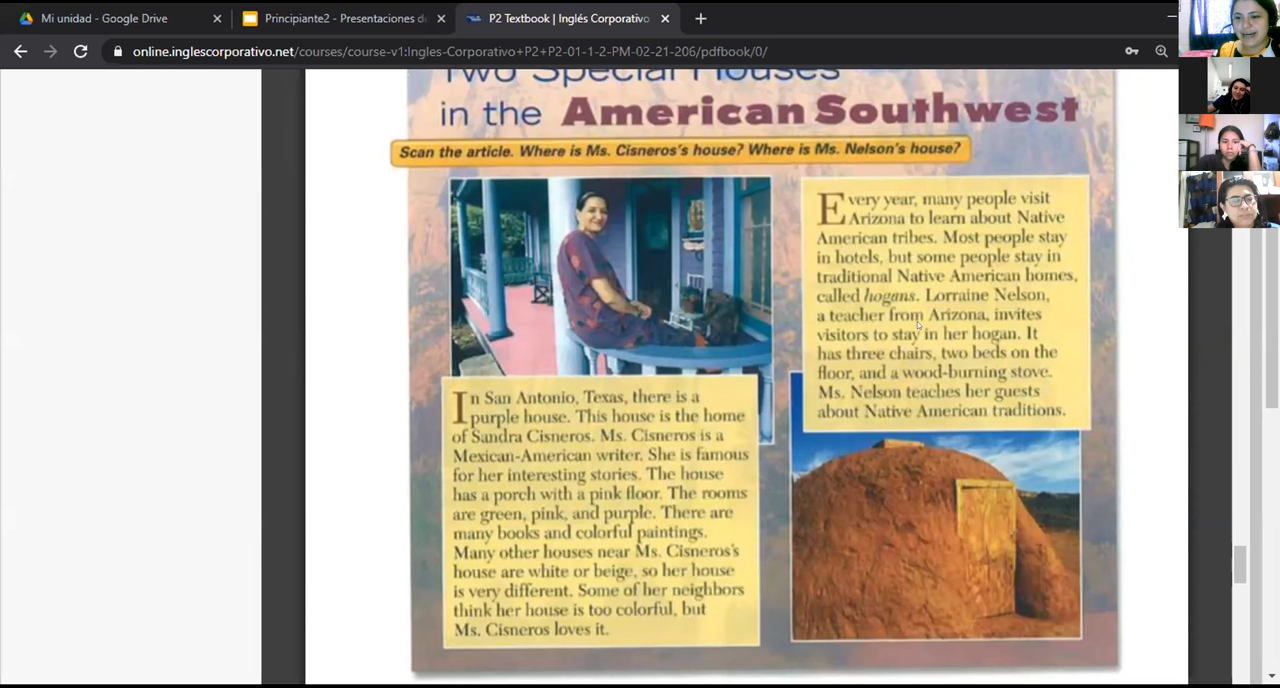 Mi unidad - Google Drive
Principiante2 - Presentaciones d
P2 Textbook | Inglés Corporativo
online.inglescorporativo.net/courses/course-v1:Ingles-Corporativo+P2+P2-01-1-2-PM-02-21-206/pdfbook/0/
Two Special Houses
in the American Southwest
Scan the article. Where is Ms. Cisneros's house? Where is Ms. Nelson's house?
In San Antonio, Texas, there is a
purple house. This house is the home
of Sandra Cisneros. Ms. Cisneros is a
Mexican-American writer. She is famous
for her interesting stories. The house
has a porch with a pink floor. The rooms
are green, pink, and purple. There are
many books and colorful paintings.
Many other houses near Ms. Cisneros's
house are white or beige, so her house
is very different. Some of her neighbors
think her house is too colorful, but
Ms. Cisneros loves it.
Every year, many people visit
Arizona to learn about Native
American tribes. Most people stay
in hotels, but some people stay in
traditional Native American homes,
called hogans. Lorraine Nelson,
a teacher from Arizona, invites
visitors to stay in her hogan. It
has three chairs, two beds on the
floor, and a wood-burning stove.
Ms. Nelson teaches her guests
about Native American traditions.